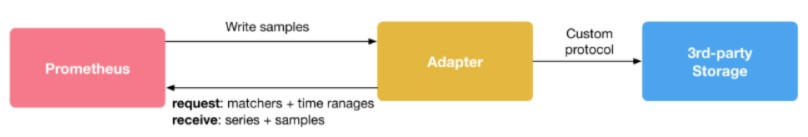 Write samples
Custom
protocol
Prometheus
Adapter
3rd-party
Storage
request: matchers + time ranages
receive: series + samples